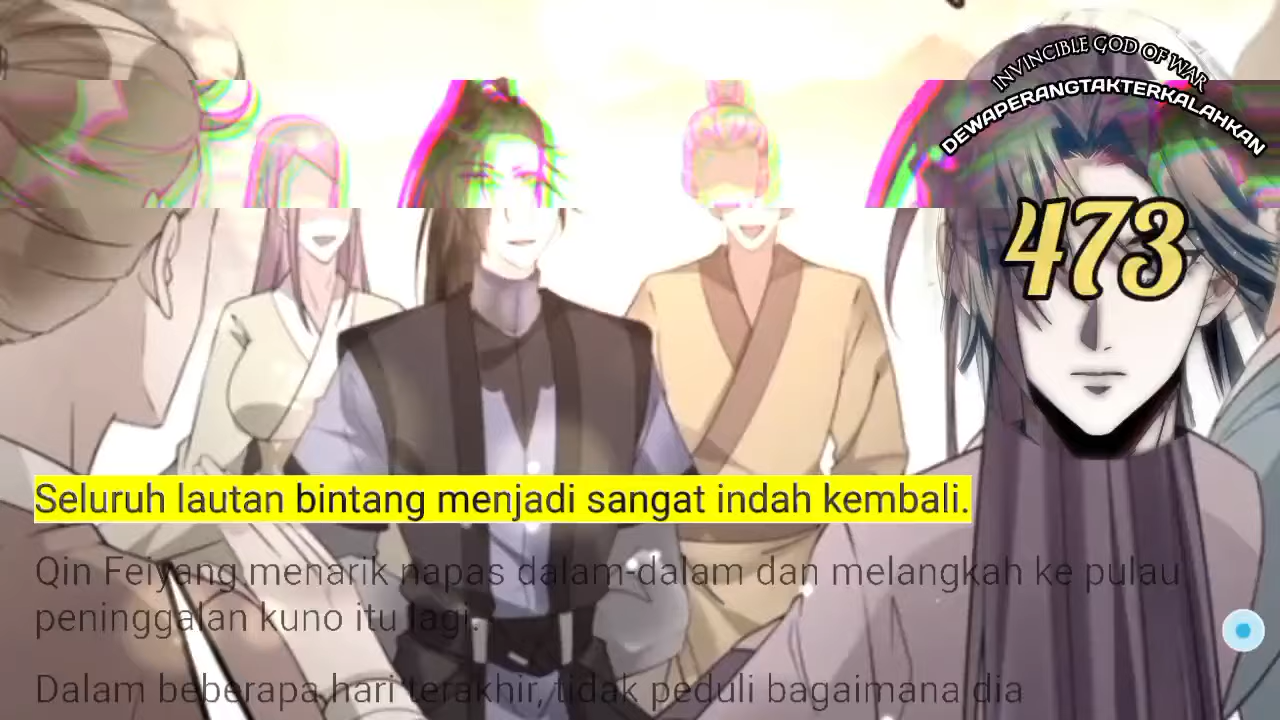 INVINCIBLE GOD OF WAR
DEWAPERANGTAKTERKALAHKAN
473
Seluruh lautan bintang menjadi sangat indah kembali.
Qin Feiyang menarik napas dalam-dalam dan melangkah ke pulau
peninggalan kuno itu lagi.
Dalam beberapa hari terakhir, tidak peduli bagaimana dia